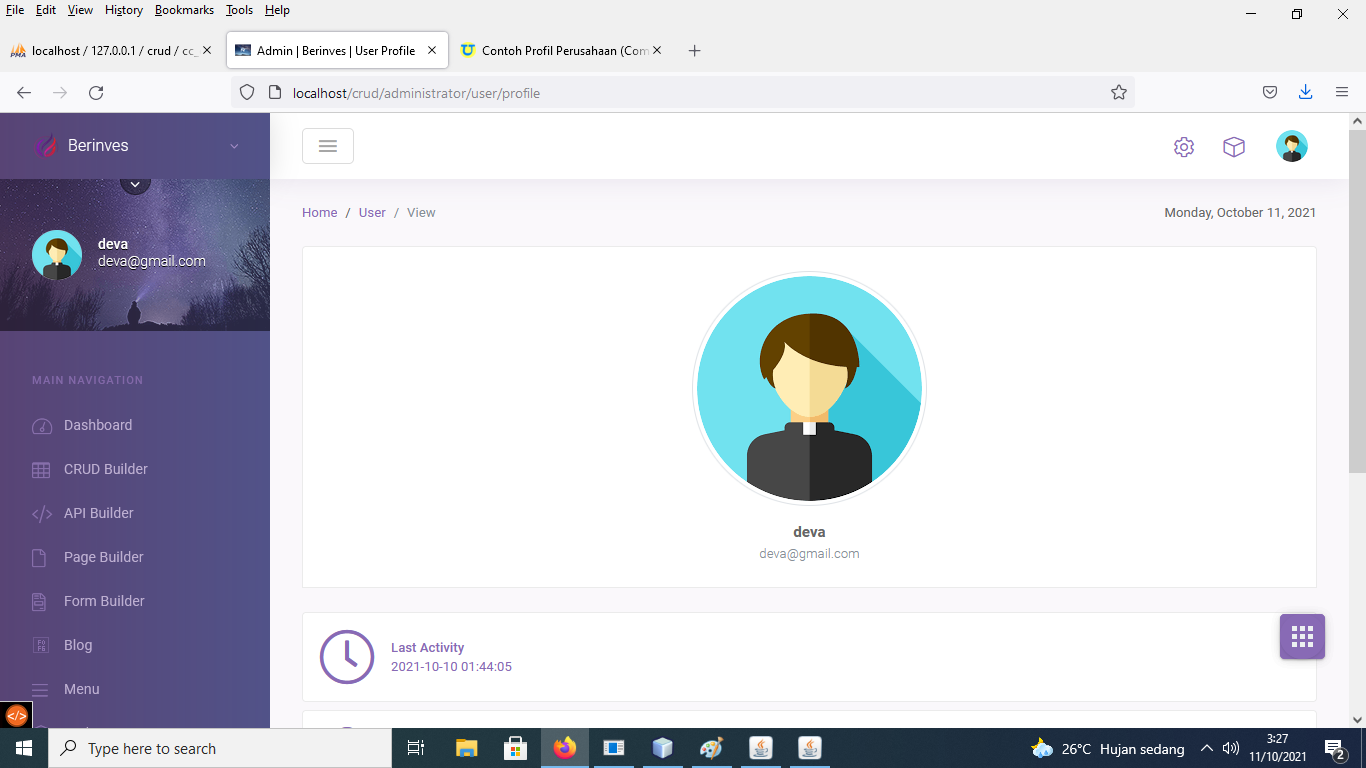 File Edit View History Bookmarks Tools Help
localhost / 127.0.0.1 / crud / cc_
Admin | Berinves | User Profile
Contoh Profil Perusahaan (Com
localhost/crud/administrator/user/profile
Berinves
deva
deva@gmail.com
MAIN NAVIGATION
Dashboard
CRUD Builder
API Builder
Page Builder
Form Builder
Blog
Menu
Home / User / View
Monday, October 11, 2021
deva
deva@gmail.com
Last Activity
2021-10-10 01:44:05
Type here to search
26°C Hujan sedang
3:27
11/10/2021
2